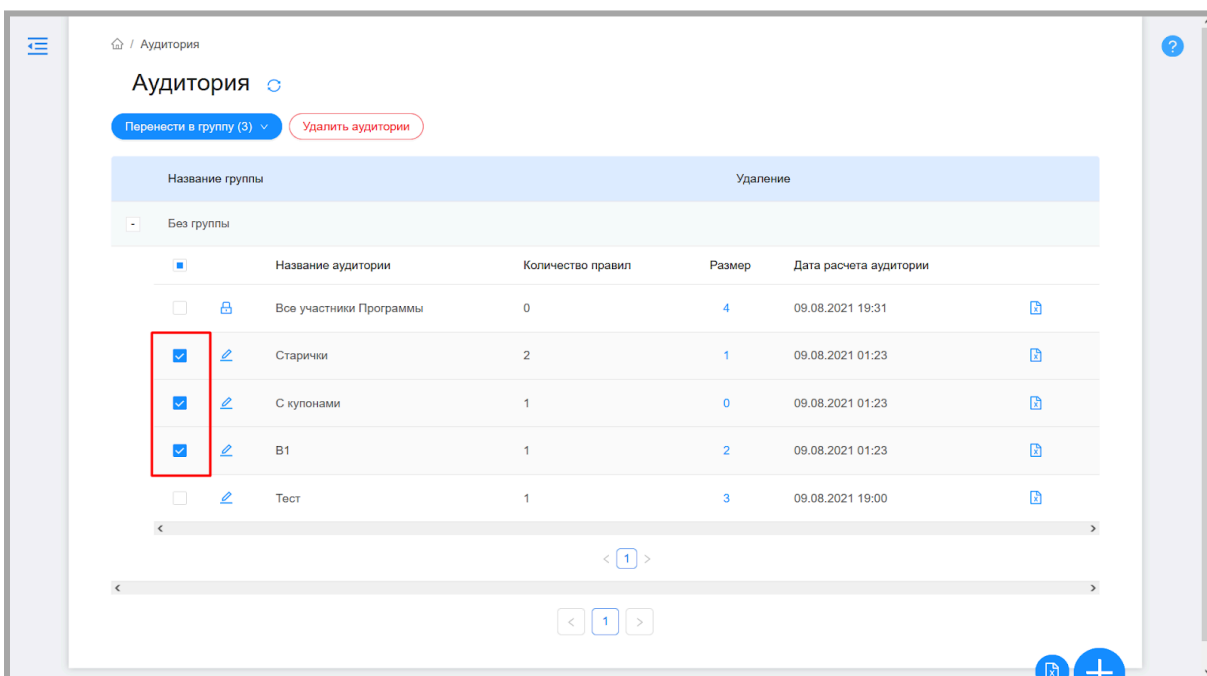 / Аудитория
Аудитория
Перенести в группу (3) Удалить аудитории
Название группы Удаление
- Без группы
Название аудитории Количество правил Размер Дата расчета аудитории
Все участники Программы 0 4 09.08.2021 19:31
Старички 2 1 09.08.2021 01:23
С купонами 1 0 09.08.2021 01:23
В1 1 2 09.08.2021 01:23
Тест 1 3 09.08.2021 19:00
< 1 >
< 1 >